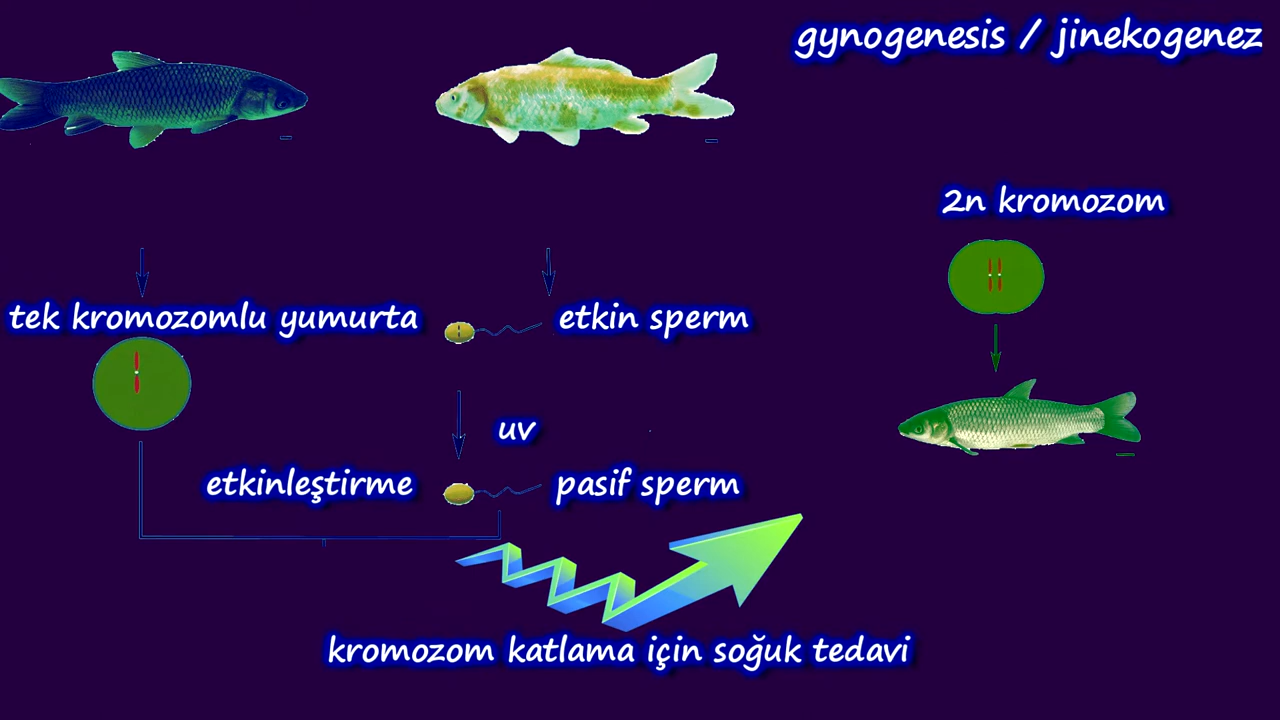 gynogenesis / jinekogenez
2n kromozom
tek kromozomlu yumurta
etkin sperm
uv
etkinleştirme
pasif sperm
kromozom katlama için soğuk tedavi